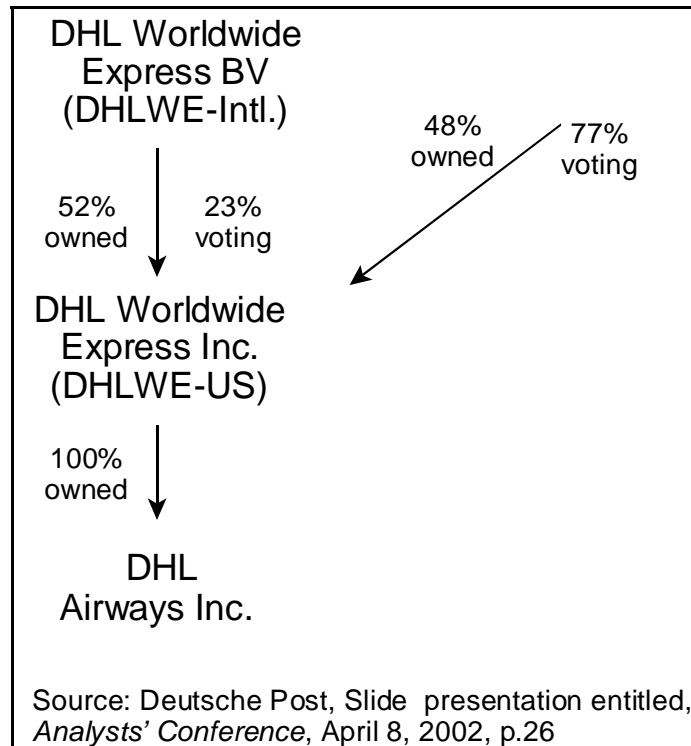 DHL Worldwide
Express BV
(DHLWE-Intl.)
48%
owned
77%
voting
52%
owned
23%
voting
DHL Worldwide
Express Inc.
(DHLWE-US)
100%
owned
DHL
Airways Inc.
Source: Deutsche Post, Slide presentation entitled,
Analysts' Conference, April 8, 2002, p.26